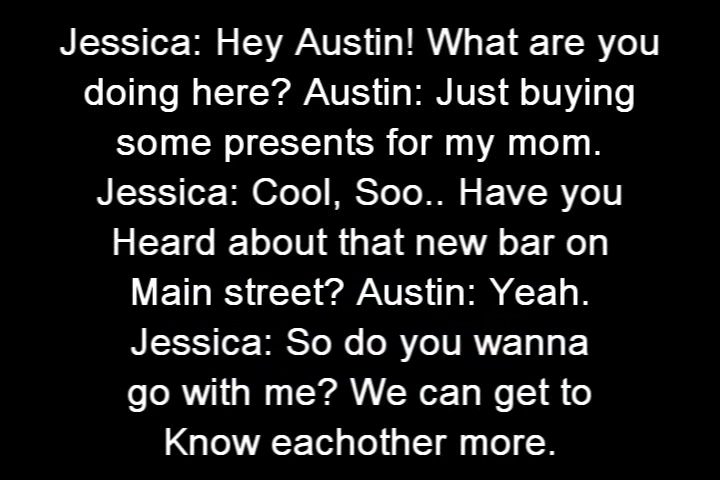 Jessica: Hey Austin! What are you
doing here? Austin: Just buying
some presents for my mom.
Jessica: Cool, Soo.. Have you
Heard about that new bar on
Main street? Austin: Yeah.
Jessica: So do you wanna
go with me? We can get to
Know eachother more.